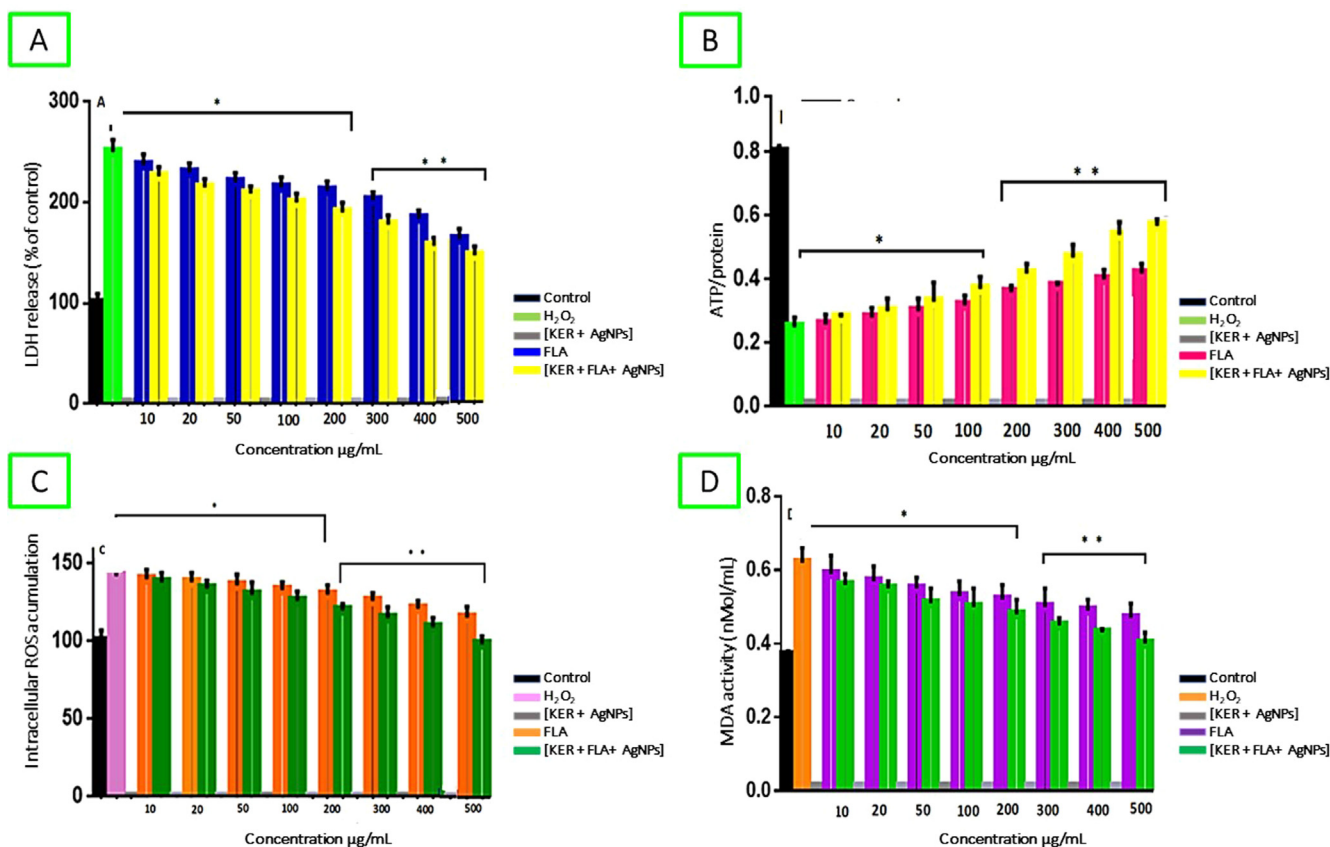 A
A
*
* *
300
200
100
0
LDH release (% of control)
10 20 50 100 200 300 400 500
Concentration µg/mL
Control
H₂O₂
[KER + AgNPs]
FLA
[KER + FLA+ AgNPs]
B
*
* *
1.0
0.8
0.6
0.4
0.2
0.0
ATP/protein
10 20 50 100 200 300 400 500
Concentration µg/mL
Control
H₂O₂
[KER + AgNPs]
FLA
[KER + FLA+ AgNPs]
C
C
*
* *
150
100
50
0
Intracellular ROS acumulation
10 20 50 100 200 300 400 500
Concentration µg/mL
Control
H₂O₂
[KER + AgNPs]
FLA
[KER + FLA+ AgNPs]
D
*
* *
0.8
0.6
0.4
0.2
0.0
MDA activity (nMol/mL)
10 20 50 100 200 300 400 500
Concentration µg/mL
Control
H₂O₂
[KER + AgNPs]
FLA
[KER + FLA+ AgNPs]